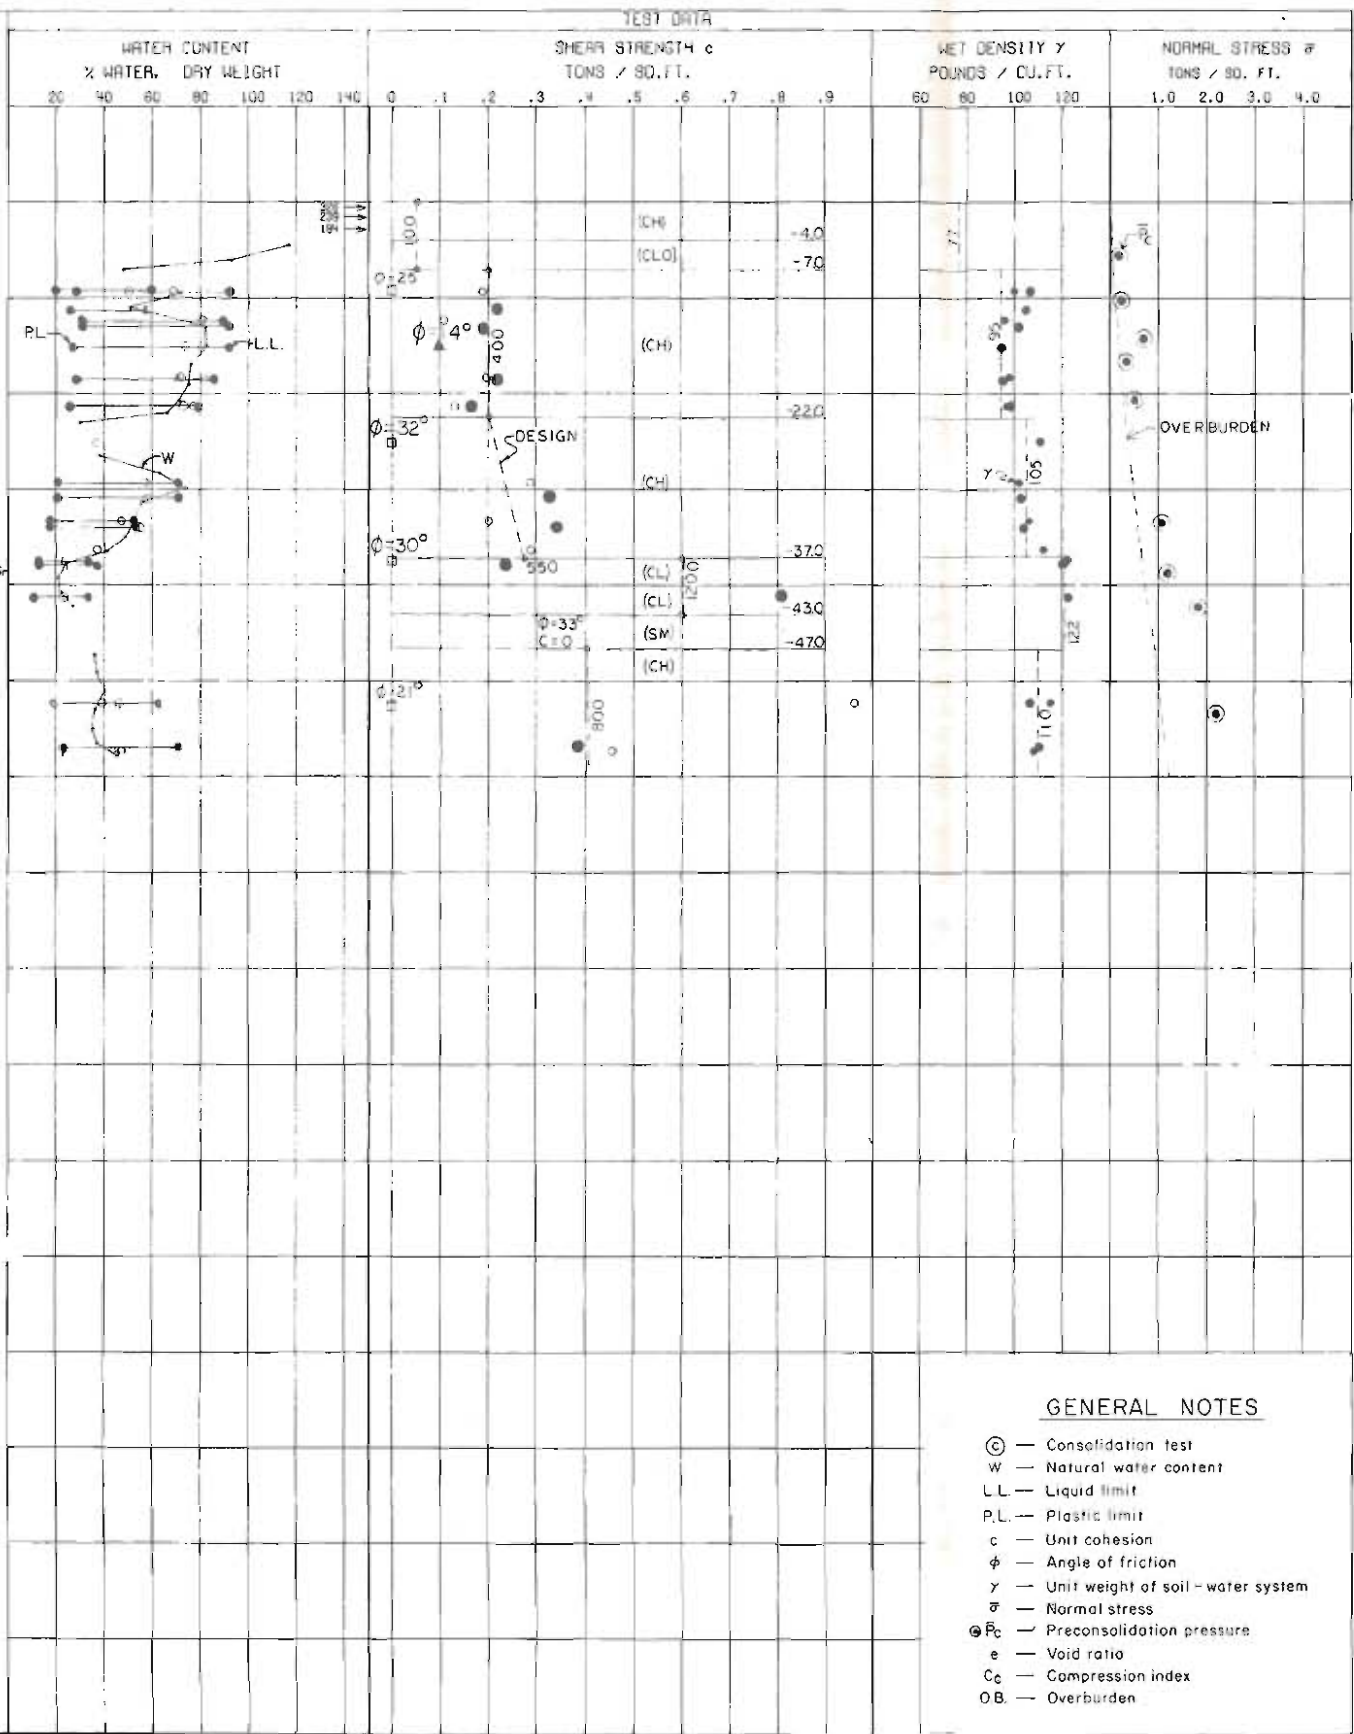 TEST DATA
WATER CONTENT
% WATER, DRY WEIGHT
20 40 60 80 100 120 140
SHEAR STRENGTH c
TONS / SQ.FT.
0 .1 .2 .3 .4 .5 .6 .7 .8 .9
WET DENSITY γ
POUNDS / CU.FT.
60 80 100 120
NORMAL STRESS σ̅
TONS / SQ. FT.
1.0 2.0 3.0 4.0
194
100
(CH)
-4.0
(CLO)
-7.0
77
P̅c
P.L.
L.L.
ϕ = 4°
400
(CH)
95
-22.0
ϕ=32°
DESIGN
OVERBURDEN
W
(CH)
γ
105
ϕ=30°
-37.0
550
(CL)
1200
(CL)
-43.0
ϕ=33°
C=0
(SM)
-47.0
122
(CH)
ϕ=21°
800
110
GENERAL NOTES
Ⓒ — Consolidation test
W — Natural water content
L.L. — Liquid limit
P.L. — Plastic limit
c — Unit cohesion
ϕ — Angle of friction
γ — Unit weight of soil - water system
σ̅ — Normal stress
P̅c — Preconsolidation pressure
e — Void ratio
Cc — Compression index
O.B. — Overburden